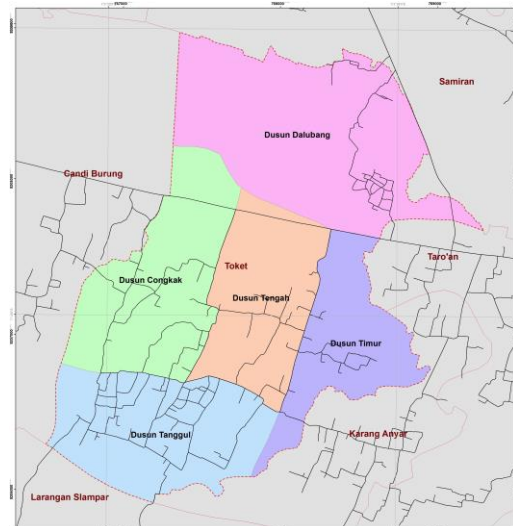 Samiran
Dusun Dalubang
Candi Burung
Taro'an
Toket
Dusun Congkak
Dusun Tengah
Dusun Timur
Karang Anyar
Dusun Tanggul
Larangan Slampar